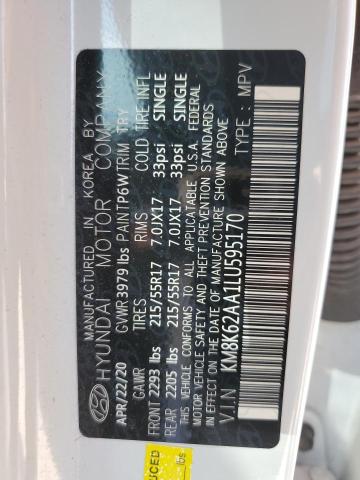 MANUFACTURED IN KOREA BY
HYUNDAI MOTOR COMPANY
APR/22/20 GVWR 3979 lbs PAINT P6W TRIM TRY
GAWR TIRES RIMS COLD TIRE INFL
FRONT 2293 lbs 215/55R17 7.0JX17 33psi SINGLE
REAR 2205 lbs 215/55R17 7.0JX17 33psi SINGLE
THIS VEHICLE CONFORMS TO ALL APPLICABLE U.S.A. FEDERAL
MOTOR VEHICLE SAFETY AND THEFT PREVENTION STANDARDS
IN EFFECT ON THE DATE OF MANUFACTURE SHOWN ABOVE.
V.I.N KM8K62AA1LU595170 TYPE : MPV
UCED
lbs